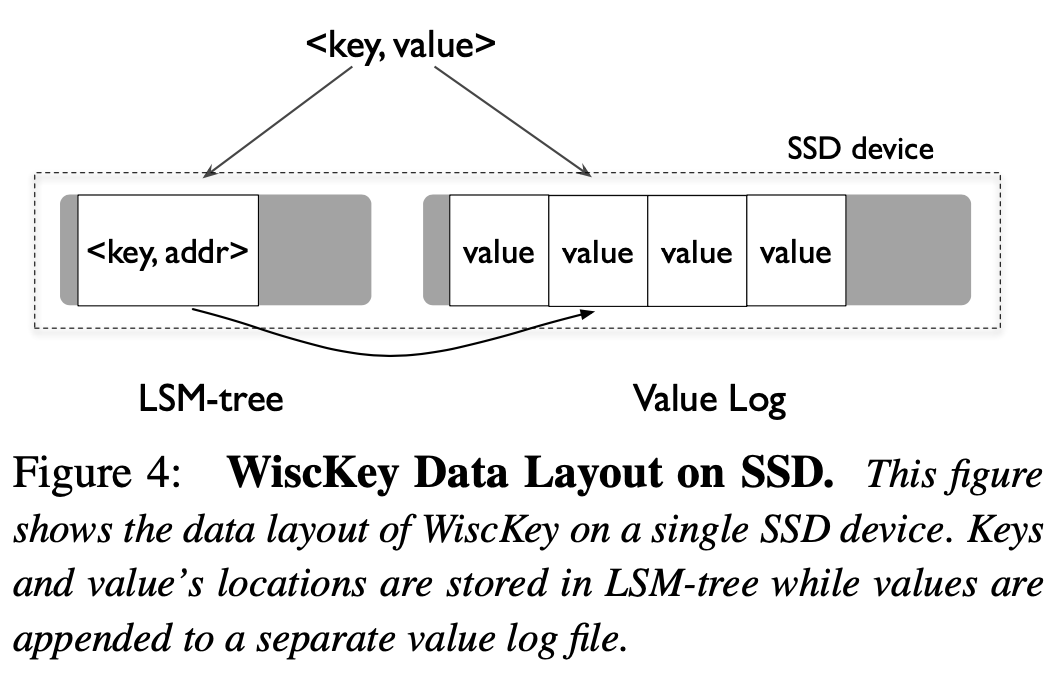 <key, value>
SSD device
<key, addr>
value value value value
LSM-tree
Value Log
Figure 4: WiscKey Data Layout on SSD. This figure
shows the data layout of WiscKey on a single SSD device. Keys
and value's locations are stored in LSM-tree while values are
appended to a separate value log file.